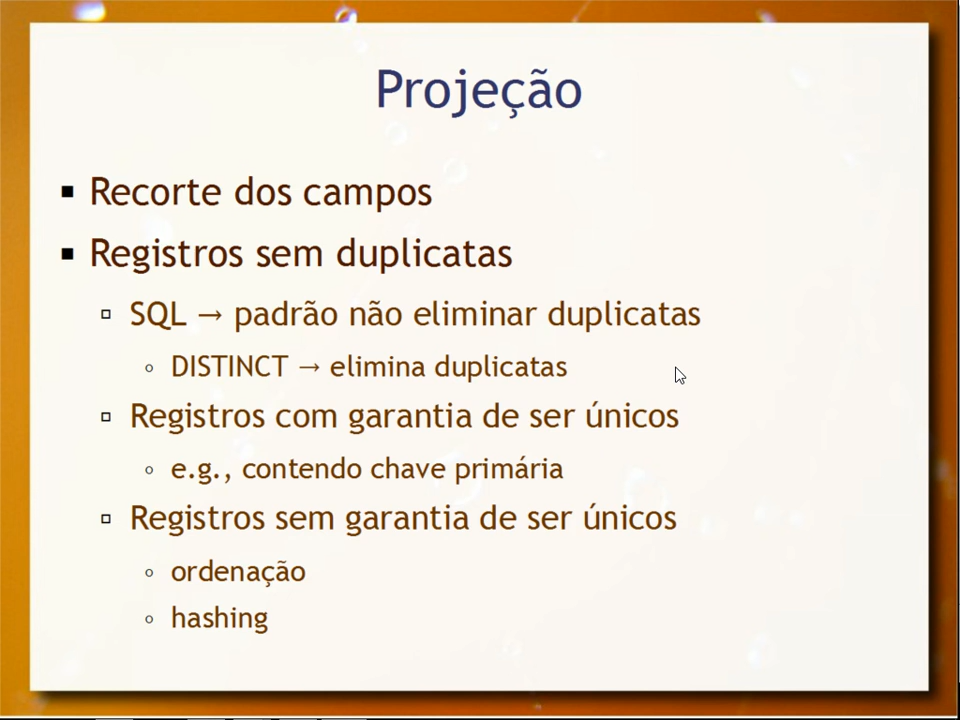 Projeção
Recorte dos campos
Registros sem duplicatas
SQL → padrão não eliminar duplicatas
DISTINCT → elimina duplicatas
Registros com garantia de ser únicos
e.g., contendo chave primária
Registros sem garantia de ser únicos
ordenação
hashing